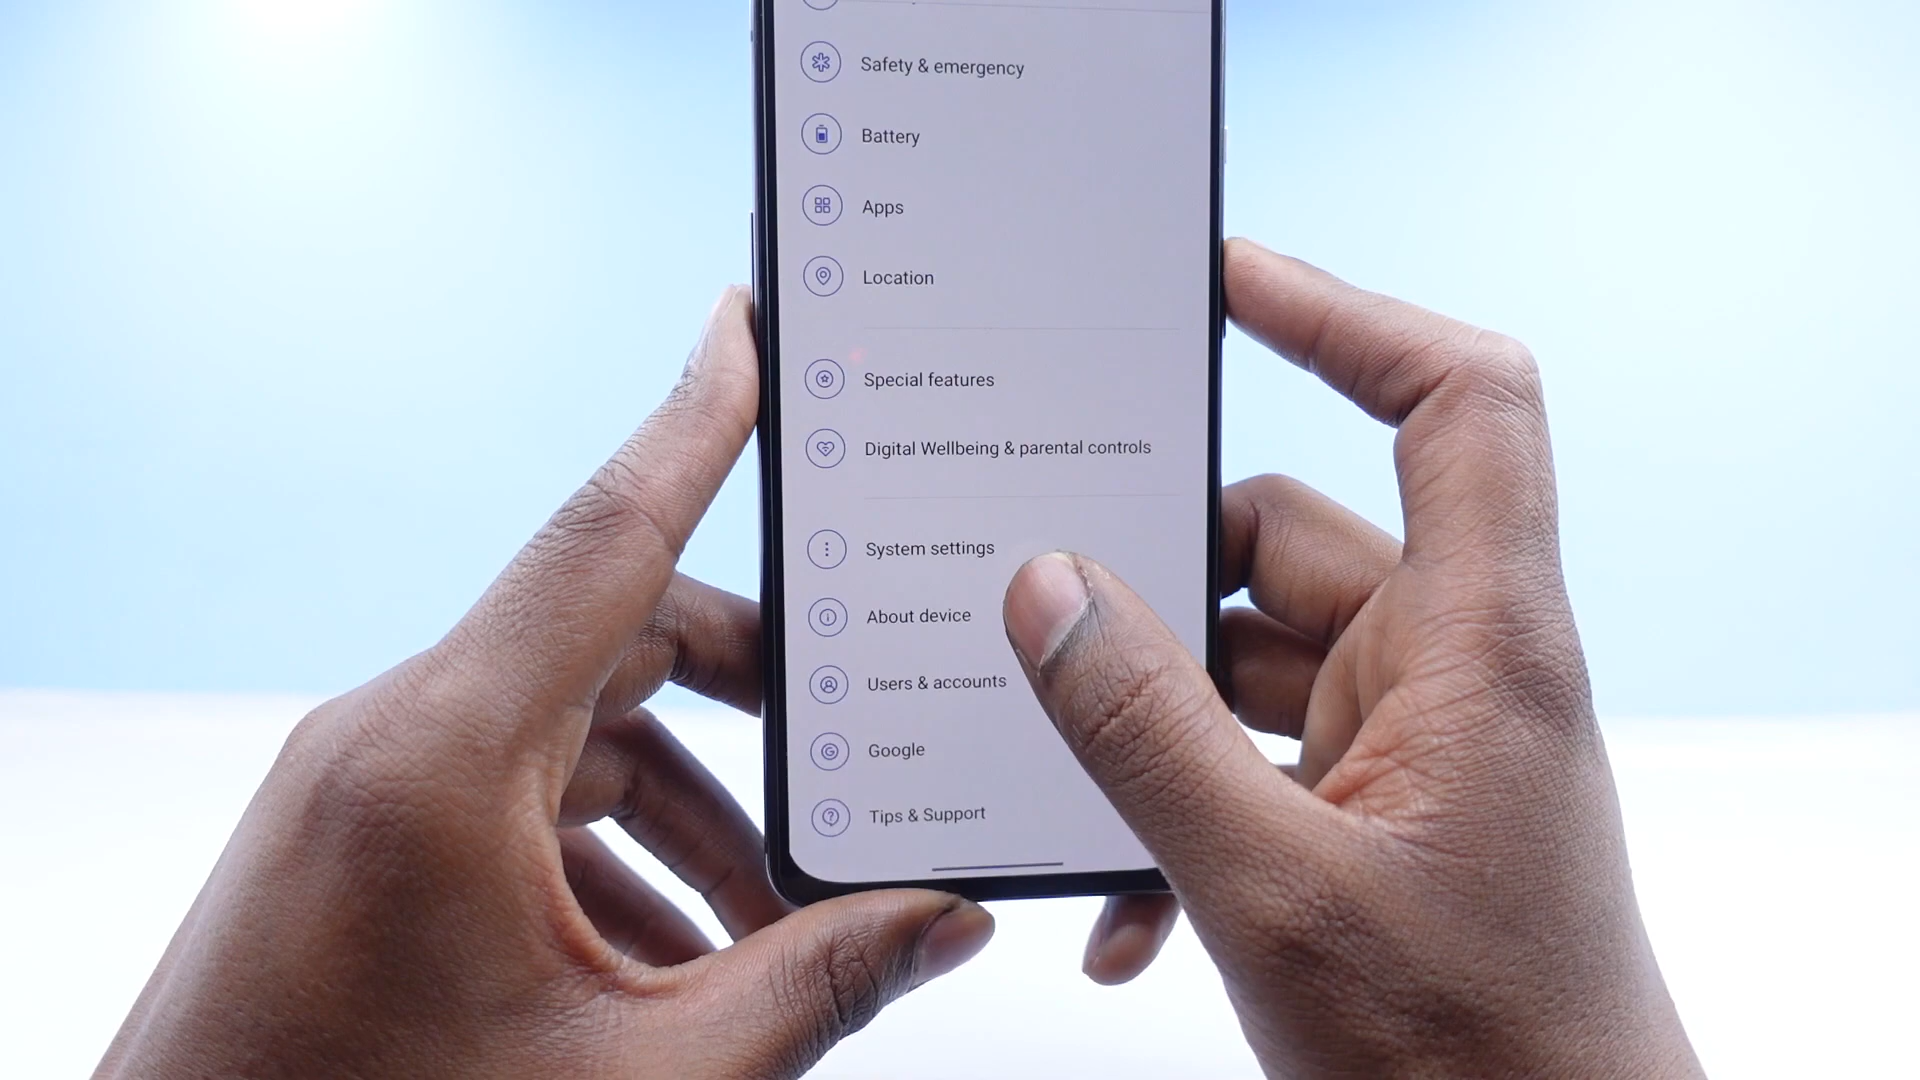 Safety & emergency
Battery
Apps
Location
Special features
Digital Wellbeing & parental controls
System settings
About device
Users & accounts
Google
Tips & Support